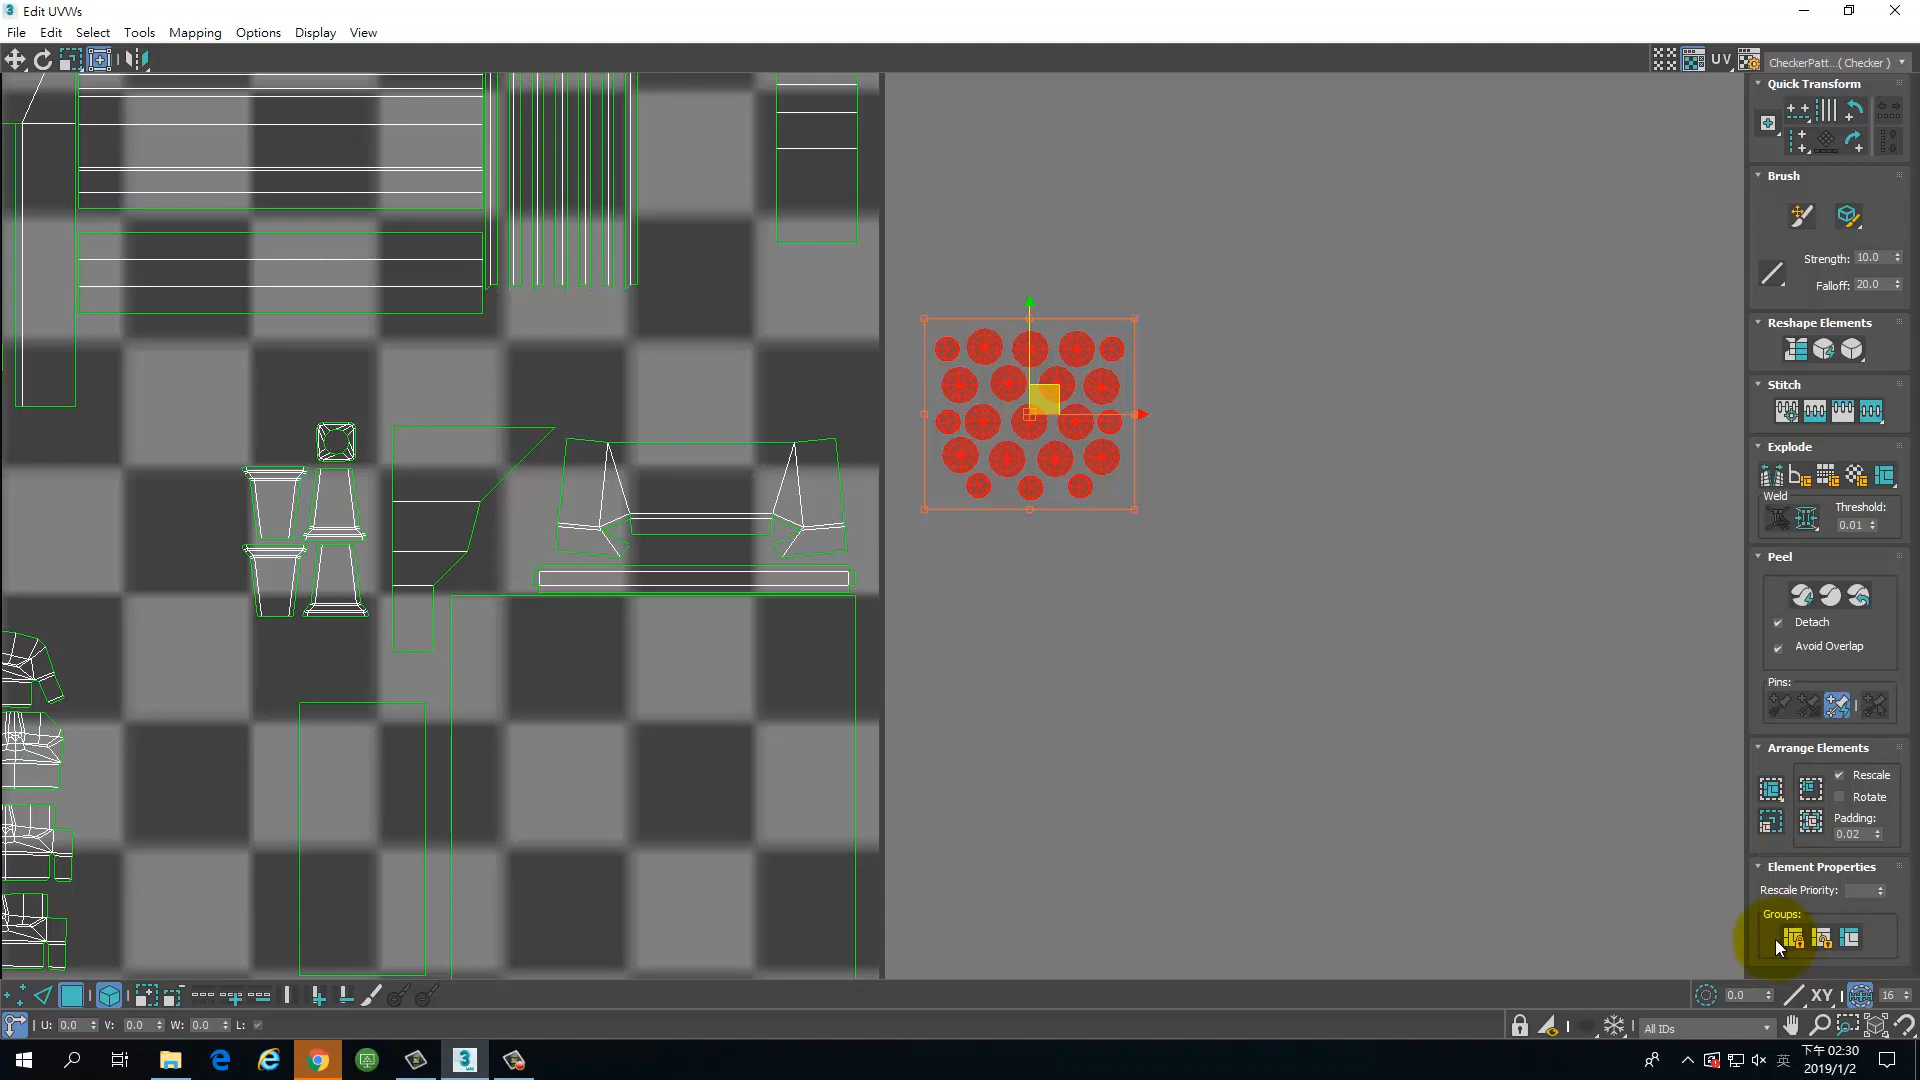 3 Edit UVWs
File Edit Select Tools Mapping Options Display View
UV CheckerPatt...( Checker )
Quick Transform
Brush
Strength: 10.0
Falloff: 20.0
Reshape Elements
Stitch
Explode
Weld
Threshold:
0.01
Peel
Detach
Avoid Overlap
Pins:
Arrange Elements
Rescale
Rotate
Padding:
0.02
Element Properties
Rescale Priority:
Groups:
0.0 XY 16
U: 0.0 V: 0.0 W: 0.0 L: All IDs
3 英 下午 02:30
2019/1/2